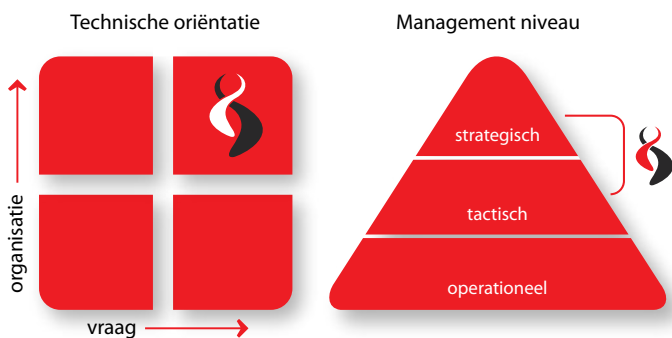 Technische oriëntatie
Management niveau
organisatie
vraag
strategisch
tactisch
operationeel